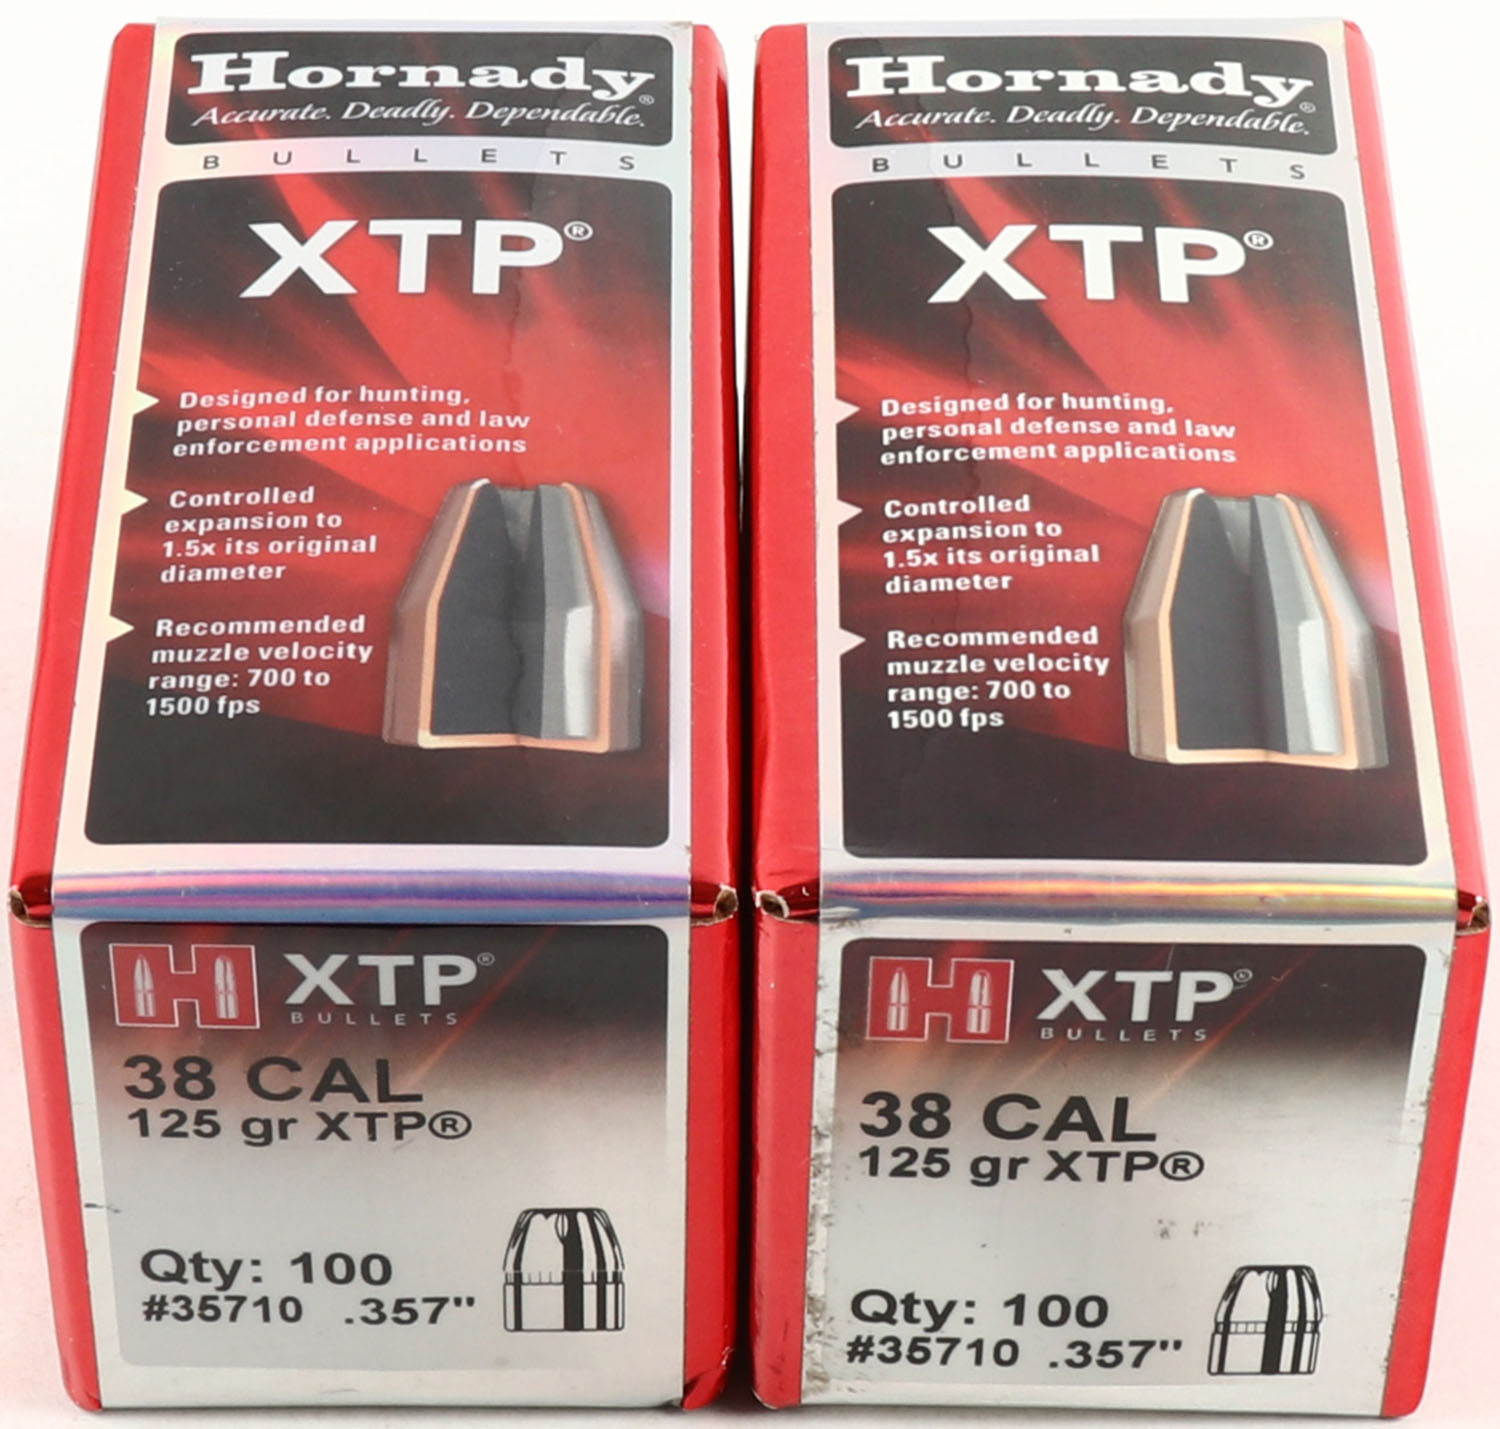 Hornady®
Accurate. Deadly. Dependable.
BULLETS
XTP®
Designed for hunting,
personal defense and law
enforcement applications
Controlled
expansion to
1.5x its original
diameter
Recommended
muzzle velocity
range: 700 to
1500 fps
H XTP®
BULLETS
38 CAL
125 gr XTP®
Qty: 100
#35710 .357"
Hornady®
Accurate. Deadly. Dependable.
BULLETS
XTP®
Designed for hunting,
personal defense and law
enforcement applications
Controlled
expansion to
1.5x its original
diameter
Recommended
muzzle velocity
range: 700 to
1500 fps
H XTP®
BULLETS
38 CAL
125 gr XTP®
Qty: 100
#35710 .357"